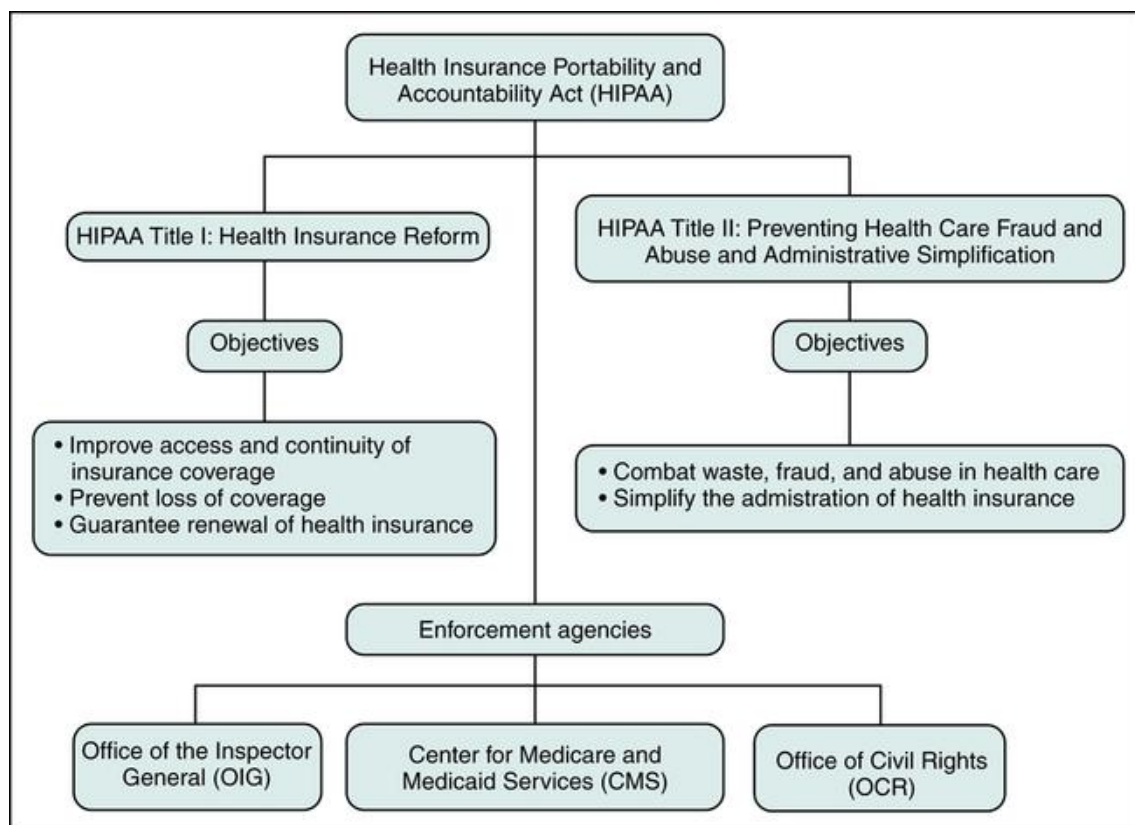 Health Insurance Portability and
Accountability Act (HIPAA)
HIPAA Title I: Health Insurance Reform
HIPAA Title II: Preventing Health Care Fraud and
Abuse and Administrative Simplification
Objectives
Objectives
• Improve access and continuity of
insurance coverage
• Prevent loss of coverage
• Guarantee renewal of health insurance
• Combat waste, fraud, and abuse in health care
• Simplify the admistration of health insurance
Enforcement agencies
Office of the Inspector
General (OIG)
Center for Medicare and
Medicaid Services (CMS)
Office of Civil Rights
(OCR)